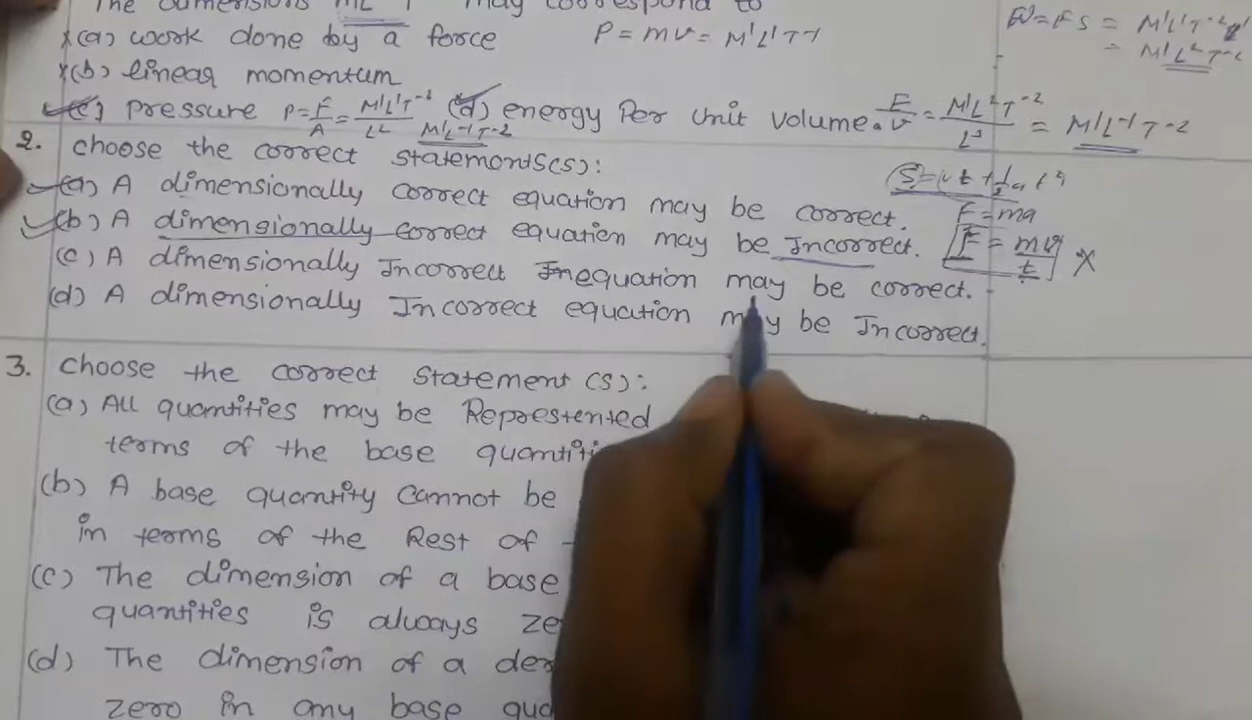 The dimensions ML may correspond to
(a) work done by a force P = mv = M¹L¹T-1
W = FS = M¹L¹T-2 L¹
= M¹L²T-2
(b) linear momentum
(c) pressure P = F/A = M¹L¹T-2/L² M¹L-1T-2 (d) energy Per Unit volume. E/V = M¹L²T-2/L³ = M¹L-1T-2
2. choose the correct statements(s):
(a) A dimensionally correct equation may be correct.
(b) A dimensionally correct equation may be Incorrect.
(c) A dimensionally Incorrect equation may be correct.
(d) A dimensionally Incorrect equation may be Incorrect.
S = ut + 1/2 a t²
F = ma
F = mv/t ×
3. choose the correct statement (s):
(a) All quantities may be Represtented
terms of the base
(b) A base quantity cannot be
in terms of the Rest of
(c) The dimension of a base
quantities is always
(d) The dimension of a
zero in any base